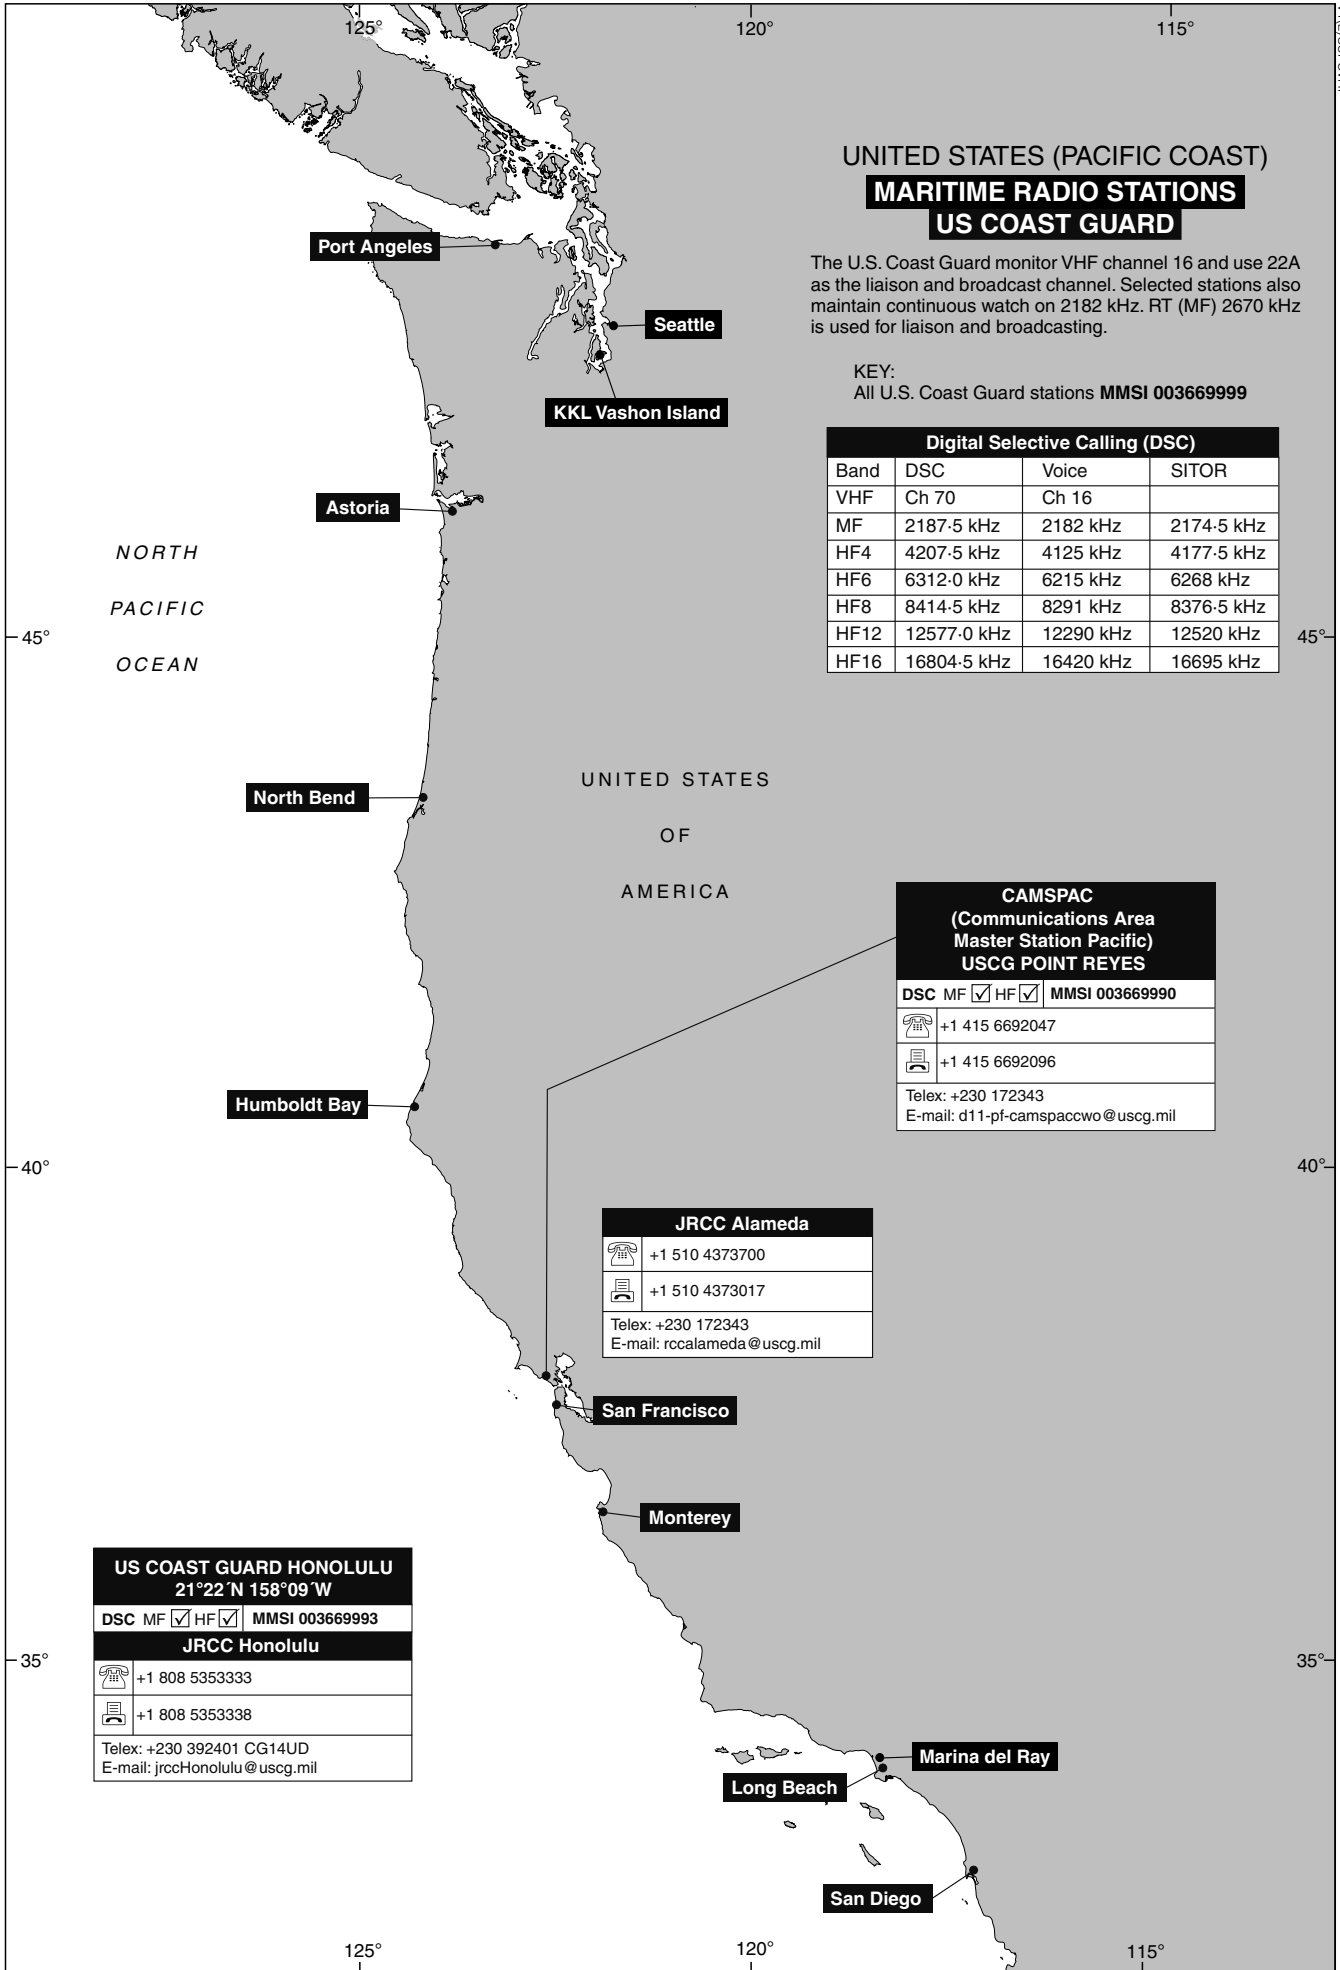 125°
120°
115°
UNITED STATES (PACIFIC COAST)
MARITIME RADIO STATIONS
US COAST GUARD
The U.S. Coast Guard monitor VHF channel 16 and use 22A
as the liaison and broadcast channel. Selected stations also
maintain continuous watch on 2182 kHz. RT (MF) 2670 kHz
is used for liaison and broadcasting.
KEY:
All U.S. Coast Guard stations MMSI 003669999
Digital Selective Calling (DSC)
Band DSC Voice SITOR
VHF Ch 70 Ch 16
MF 2187·5 kHz 2182 kHz 2174·5 kHz
HF4 4207·5 kHz 4125 kHz 4177·5 kHz
HF6 6312·0 kHz 6215 kHz 6268 kHz
HF8 8414·5 kHz 8291 kHz 8376·5 kHz
HF12 12577·0 kHz 12290 kHz 12520 kHz
HF16 16804·5 kHz 16420 kHz 16695 kHz
Port Angeles
Seattle
KKL Vashon Island
Astoria
NORTH
PACIFIC
OCEAN
45°
45°
North Bend
UNITED STATES
OF
AMERICA
CAMSPAC
(Communications Area
Master Station Pacific)
USCG POINT REYES
DSC MF HF MMSI 003669990
+1 415 6692047
+1 415 6692096
Telex: +230 172343
E-mail: d11-pf-camspaccwo@uscg.mil
Humboldt Bay
40°
40°
JRCC Alameda
+1 510 4373700
+1 510 4373017
Telex: +230 172343
E-mail: rccalameda@uscg.mil
San Francisco
Monterey
US COAST GUARD HONOLULU
21°22´N 158°09´W
DSC MF HF MMSI 003669993
JRCC Honolulu
+1 808 5353333
+1 808 5353338
Telex: +230 392401 CG14UD
E-mail: jrccHonolulu@uscg.mil
35°
35°
Marina del Ray
Long Beach
San Diego
125°
120°
115°